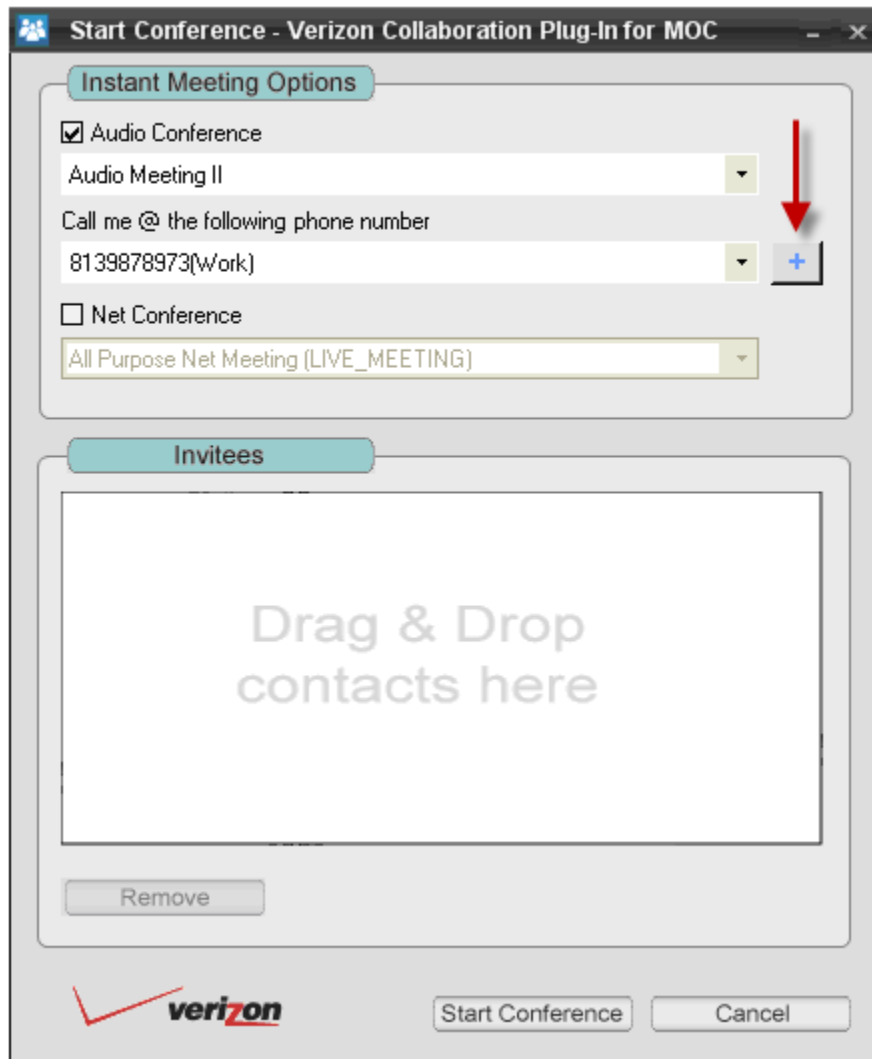 Start Conference - Verizon Collaboration Plug-In for MOC
Instant Meeting Options
Audio Conference
Audio Meeting II
Call me @ the following phone number
8139878973(Work)
+
Net Conference
All Purpose Net Meeting (LIVE_MEETING)
Invitees
Drag & Drop
contacts here
Remove
verizon
Start Conference
Cancel